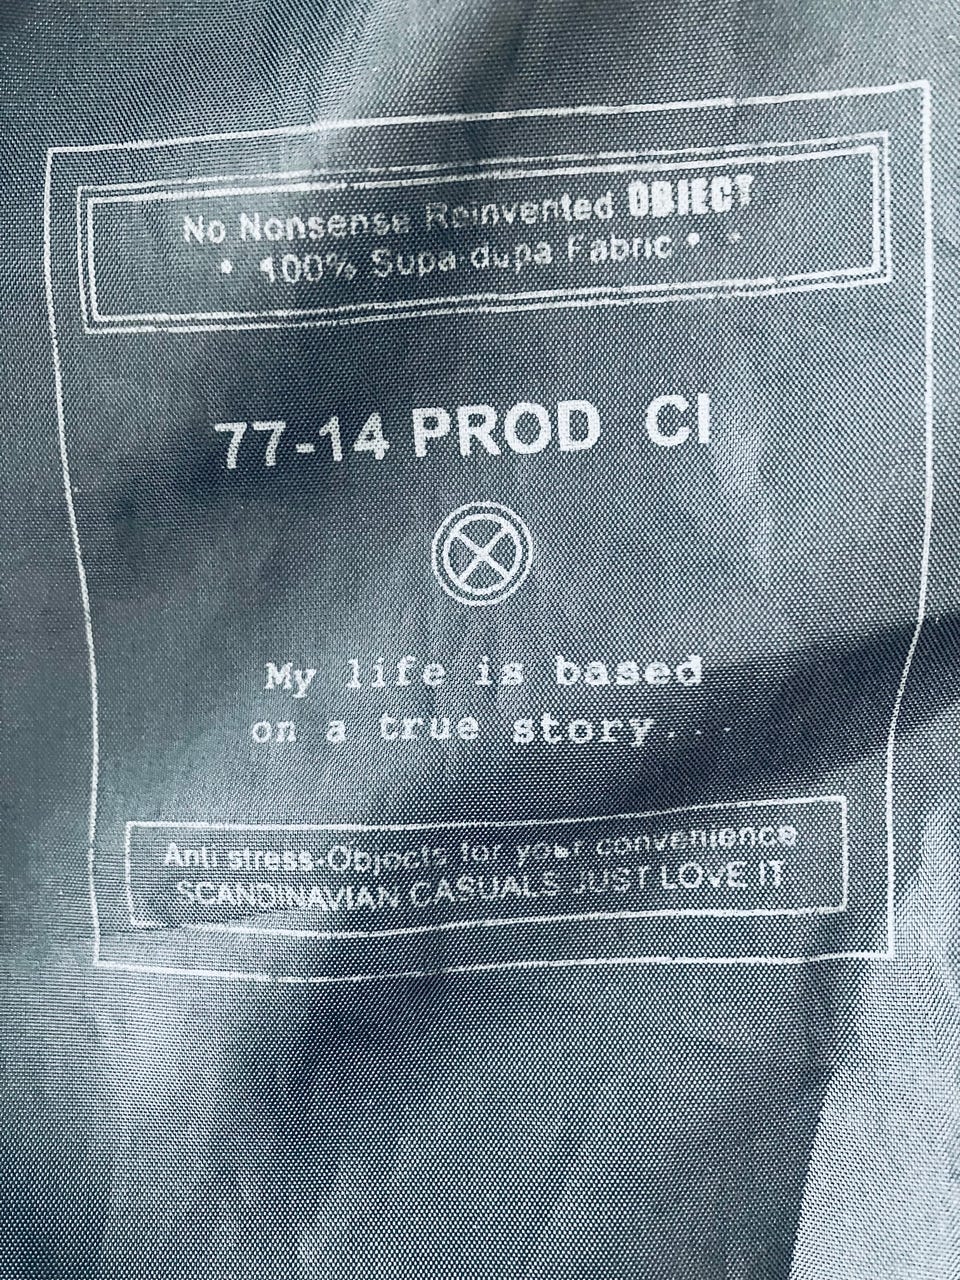 No Nonsense Reinvented OBJECT
• 100% Supa dupa Fabric • •
77-14 PROD CI
My life is based
on a true story...
Anti stress-Objects for your convenience
SCANDINAVIAN CASUALS JUST LOVE IT